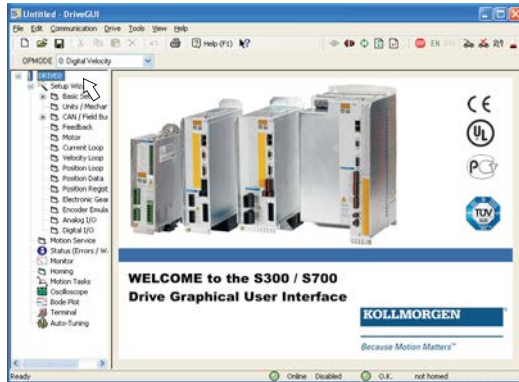 Untitled - DriveGUI
File Edit Communication Drive Tools View Help
Help (F1)
EN
OPMODE 0: Digital Velocity
DRIVE0
Setup Wiz
Basic Se
Units / Mechar
CAN / Field Bu
Feedback
Motor
Current Loop
Velocity Loop
Position Loop
Position Data
Position Regist
Electronic Gear
Encoder Emula
Analog I/O
Digital I/O
Motion Service
Status (Errors / W
Monitor
Homing
Motion Tasks
Oscilloscope
Bode Plot
Terminal
Auto-Tuning
CE
UL
TÜV
WELCOME to the S300 / S700
Drive Graphical User Interface
KOLLMORGEN
Because Motion Matters™
Ready Online Disabled O.K. not homed